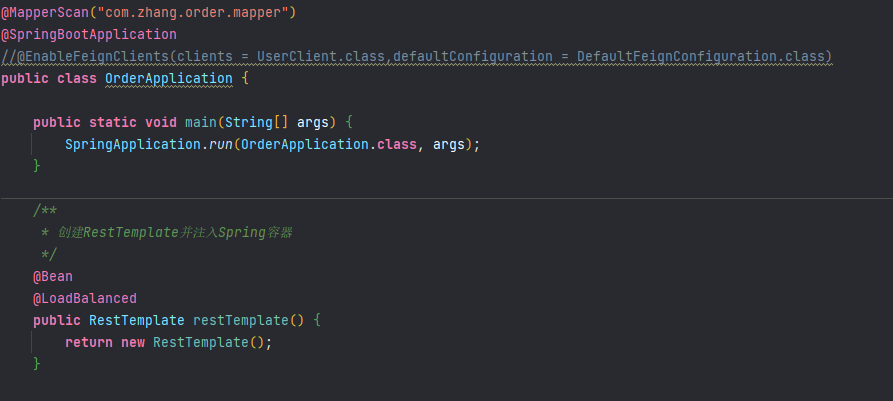 @MapperScan("com.zhang.order.mapper")
@SpringBootApplication
//@EnableFeignClients(clients = UserClient.class,defaultConfiguration = DefaultFeignConfiguration.class)
public class OrderApplication {
    public static void main(String[] args) {
        SpringApplication.run(OrderApplication.class, args);
    }
    /**
     * 创建RestTemplate并注入Spring容器
     */
    @Bean
    @LoadBalanced
    public RestTemplate restTemplate() {
        return new RestTemplate();
    }